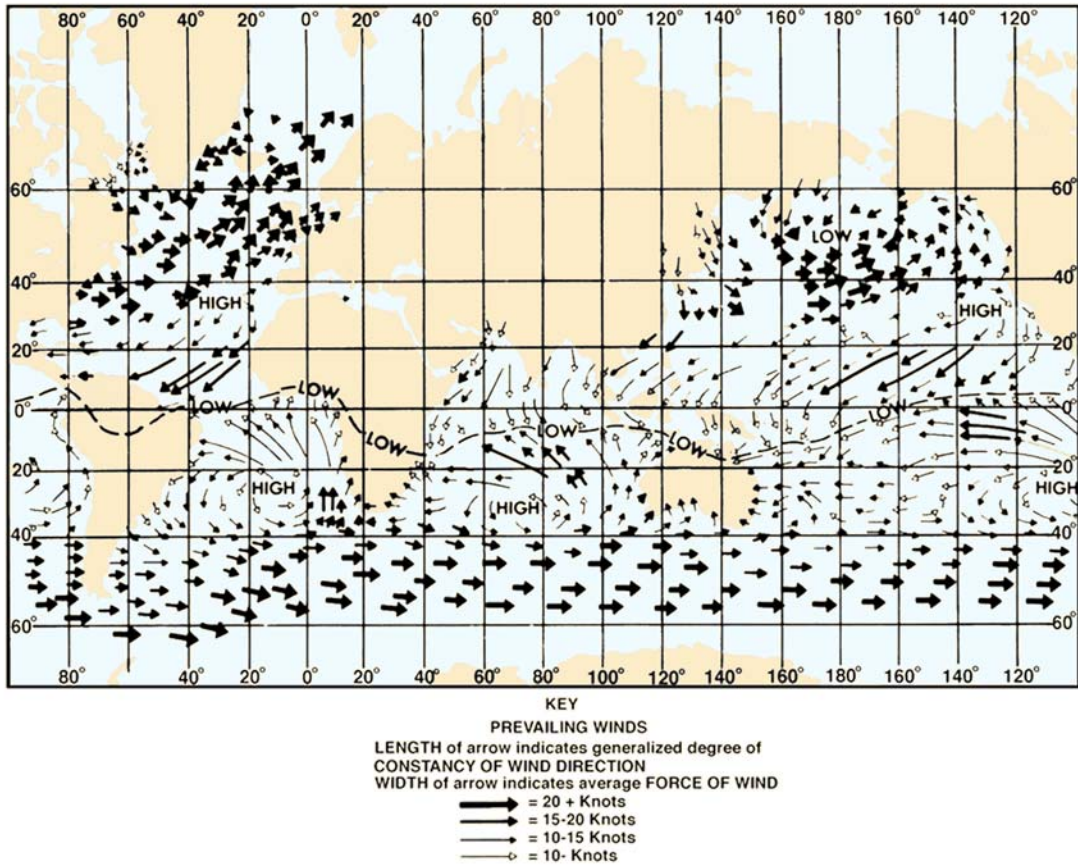 80° 60° 40° 20° 0° 20° 40° 60° 80° 100° 120° 140° 160° 180° 160° 140° 120°
60° 60°
LOW
40° 40°
HIGH HIGH
20° 20°
LOW
0° LOW LOW 0°
LOW LOW LOW
20° 20°
HIGH (HIGH HIGH
40° 40°
60° 60°
80° 60° 40° 20° 0° 20° 40° 60° 80° 100° 120° 140° 160° 180° 160° 140° 120°
KEY
PREVAILING WINDS
LENGTH of arrow indicates generalized degree of
CONSTANCY OF WIND DIRECTION
WIDTH of arrow indicates average FORCE OF WIND
= 20 + Knots
= 15-20 Knots
= 10-15 Knots
= 10- Knots